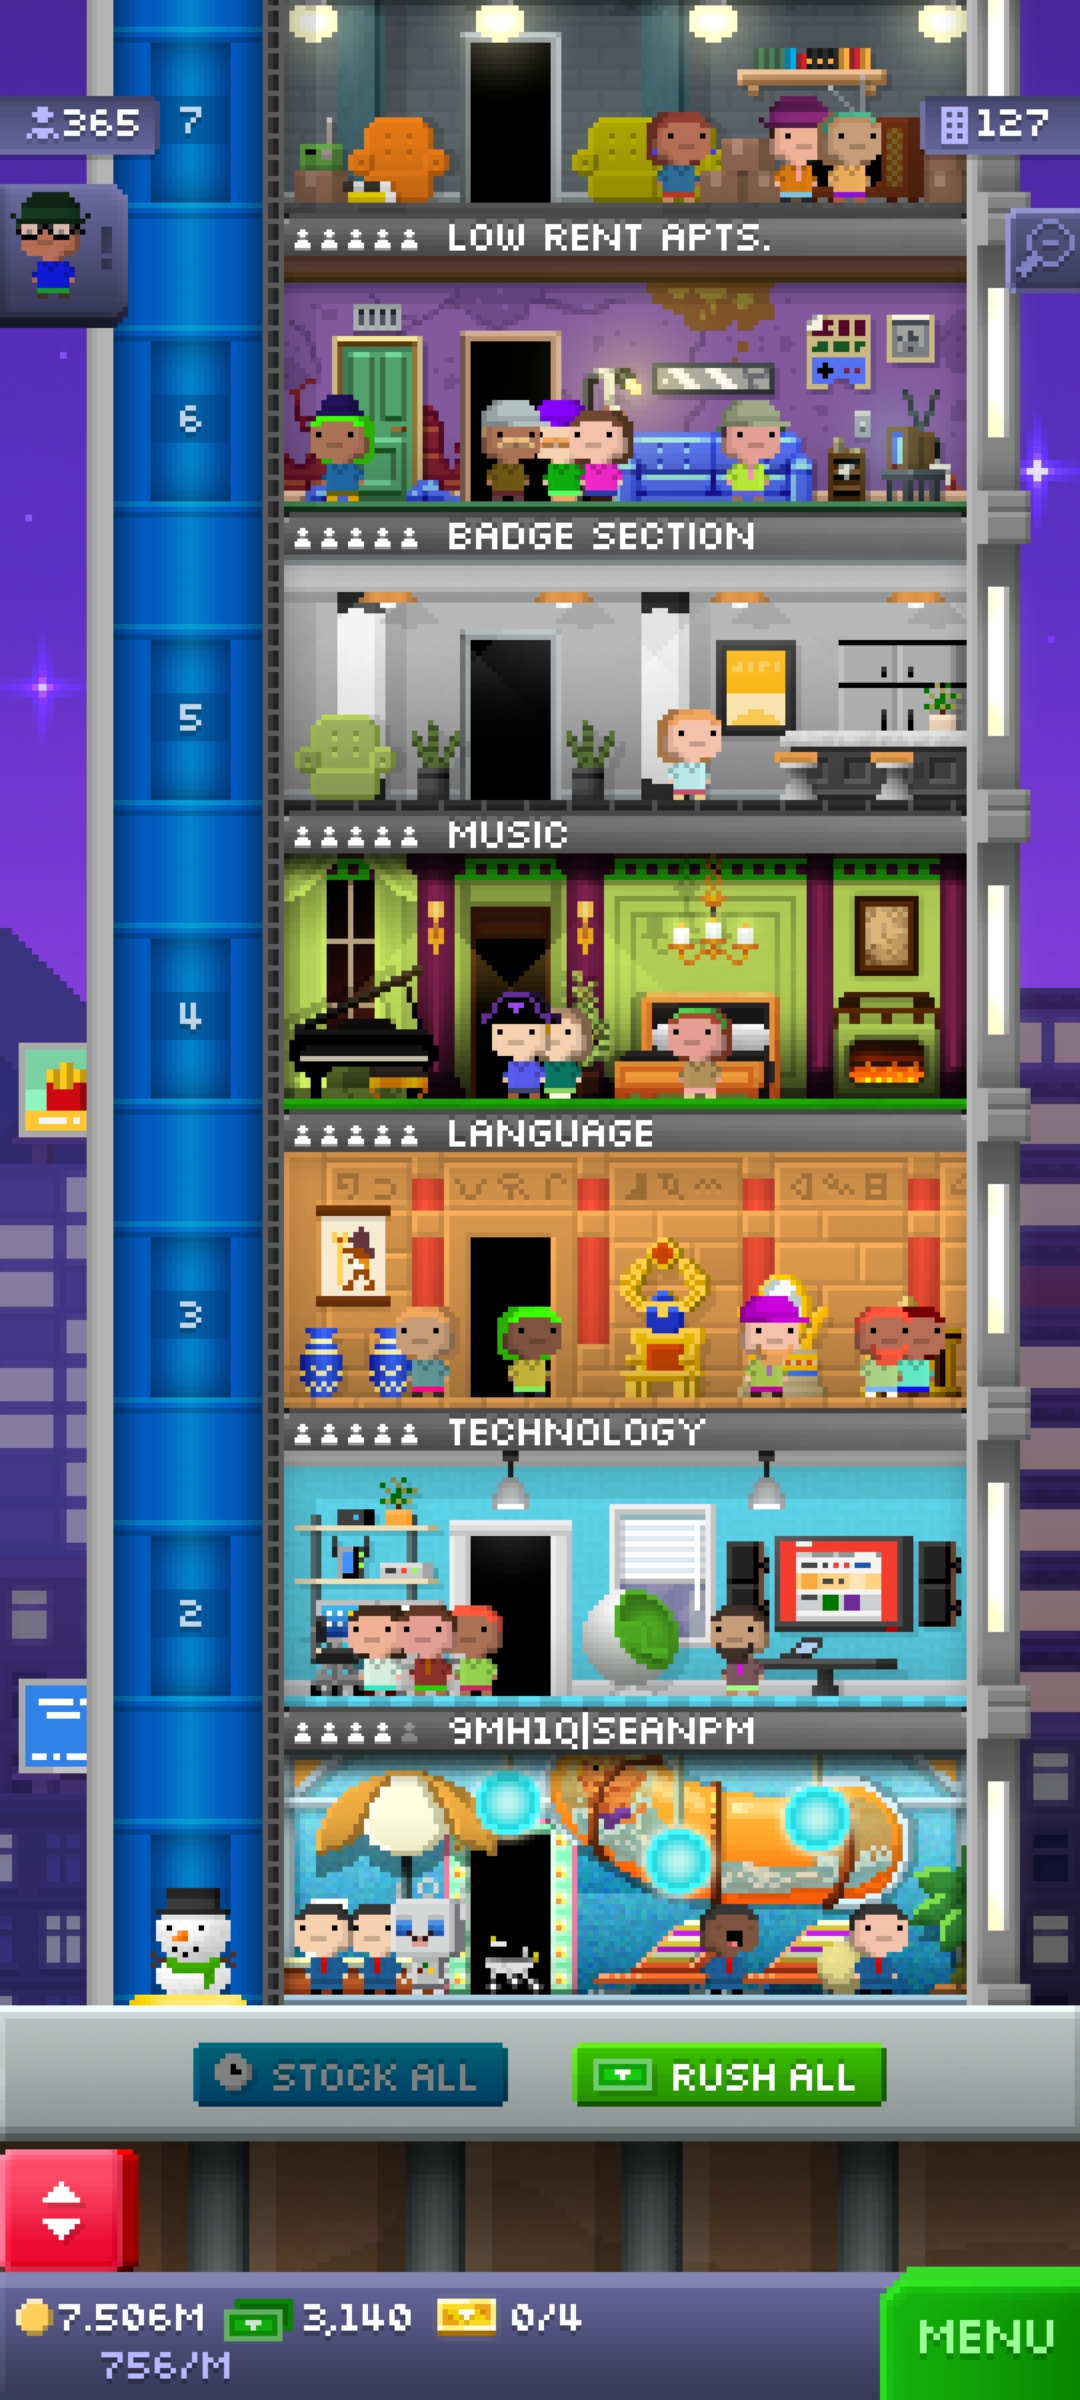 365
7
127
LOW RENT APTS.
6
BADGE SECTION
5
MUSIC
4
LANGUAGE
3
TECHNOLOGY
2
9MH1Q|SEANPM
STOCK ALL
RUSH ALL
7.506M
3,140
0/4
756/M
MENU